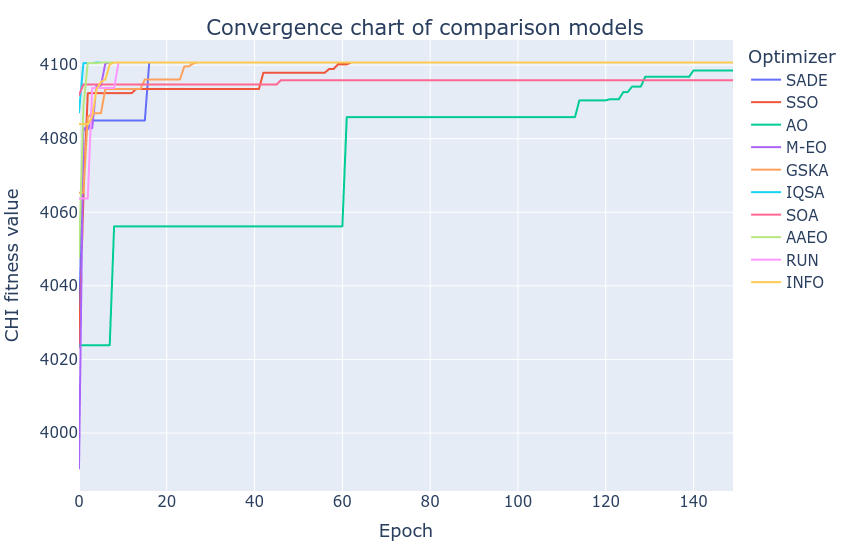 Convergence chart of comparison models
CHI fitness value
4100
4080
4060
4040
4020
4000
0 20 40 60 80 100 120 140
Epoch
Optimizer
SADE
SSO
AO
M-EO
GSKA
IQSA
SOA
AAEO
RUN
INFO